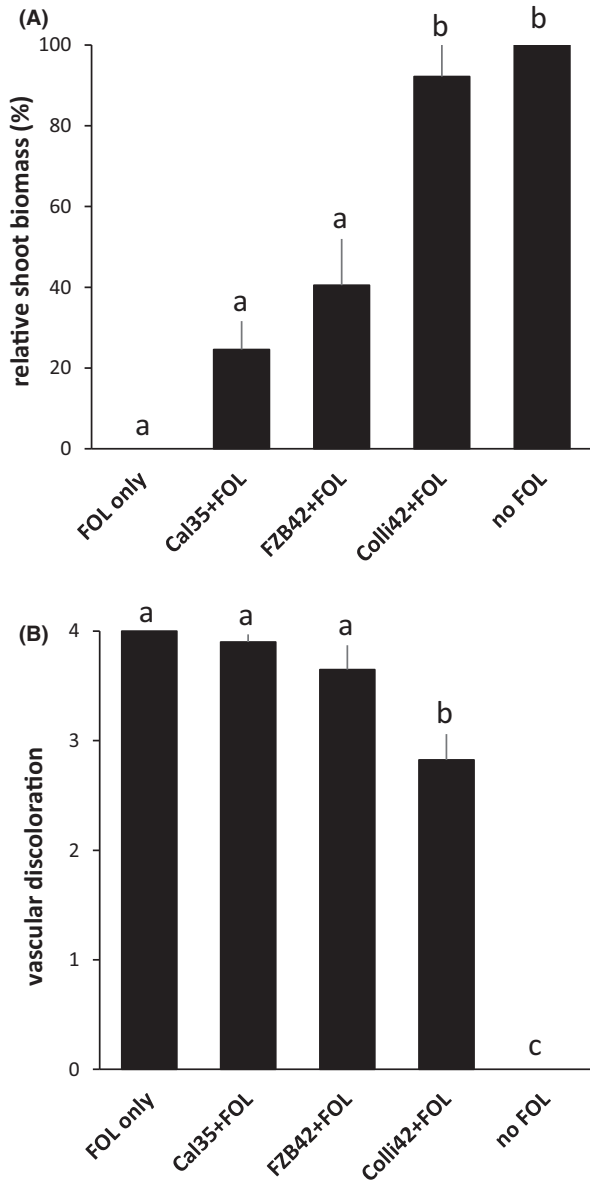 (A)
relative shoot biomass (%)
100
80
60
40
20
0
a
a
a
b
b
FOL only
Cal35+FOL
FZB42+FOL
Colli42+FOL
no FOL
(B)
vascular discoloration
4
3
2
1
0
a
a
a
b
c
FOL only
Cal35+FOL
FZB42+FOL
Colli42+FOL
no FOL